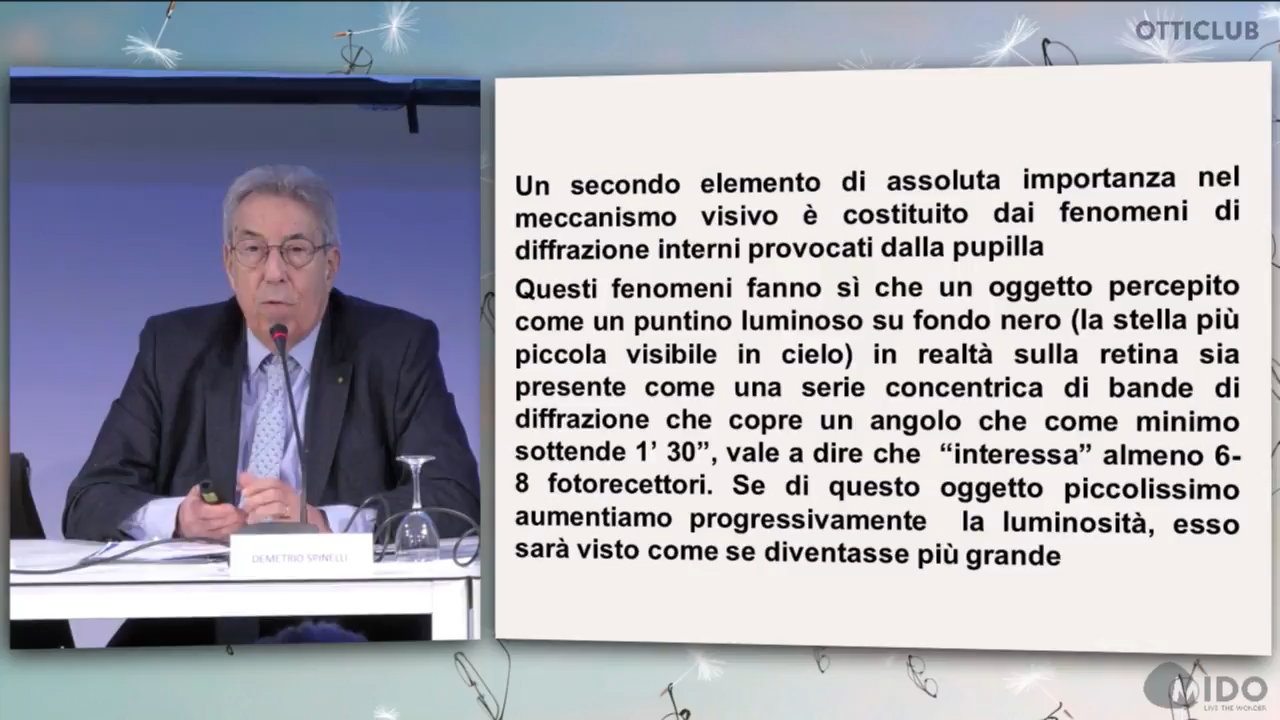 OTTICLUB
Un secondo elemento di assoluta importanza nel
meccanismo visivo è costituito dai fenomeni di
diffrazione interni provocati dalla pupilla
Questi fenomeni fanno sì che un oggetto percepito
come un puntino luminoso su fondo nero (la stella più
piccola visibile in cielo) in realtà sulla retina sia
presente come una serie concentrica di bande di
diffrazione che copre un angolo che come minimo
sottende 1’ 30”, vale a dire che “interessa” almeno 6-
8 fotorecettori. Se di questo oggetto piccolissimo
aumentiamo progressivamente la luminosità, esso
sarà visto come se diventasse più grande
DEMETRIO SPINELLI
MIDO
LIVE THE WONDER